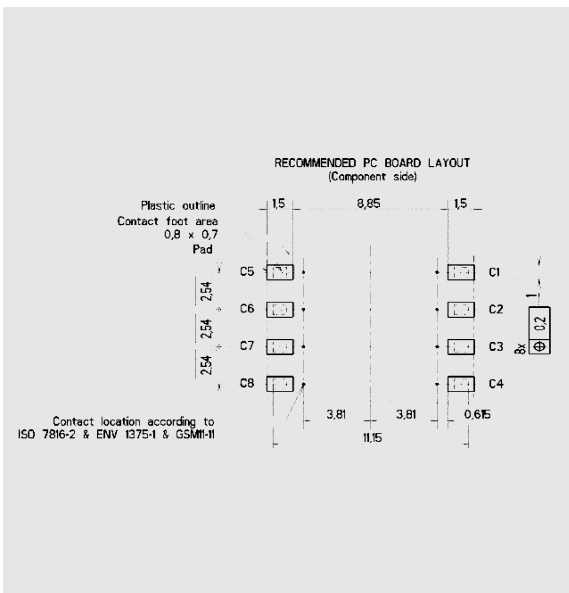 RECOMMENDED PC BOARD LAYOUT
(Component side)
Plastic outline
1,5
8,85
1,5
Contact foot area
0,8 x 0,7
Pad
C5
C1
2,54
C6
C2
1
0,2
2,54
C7
C3
8x
2.54
C8
C4
3,81
3,81
0,615
Contact location according to
ISO 7816-2 & ENV 1375-1 & GSM11-11
11,15